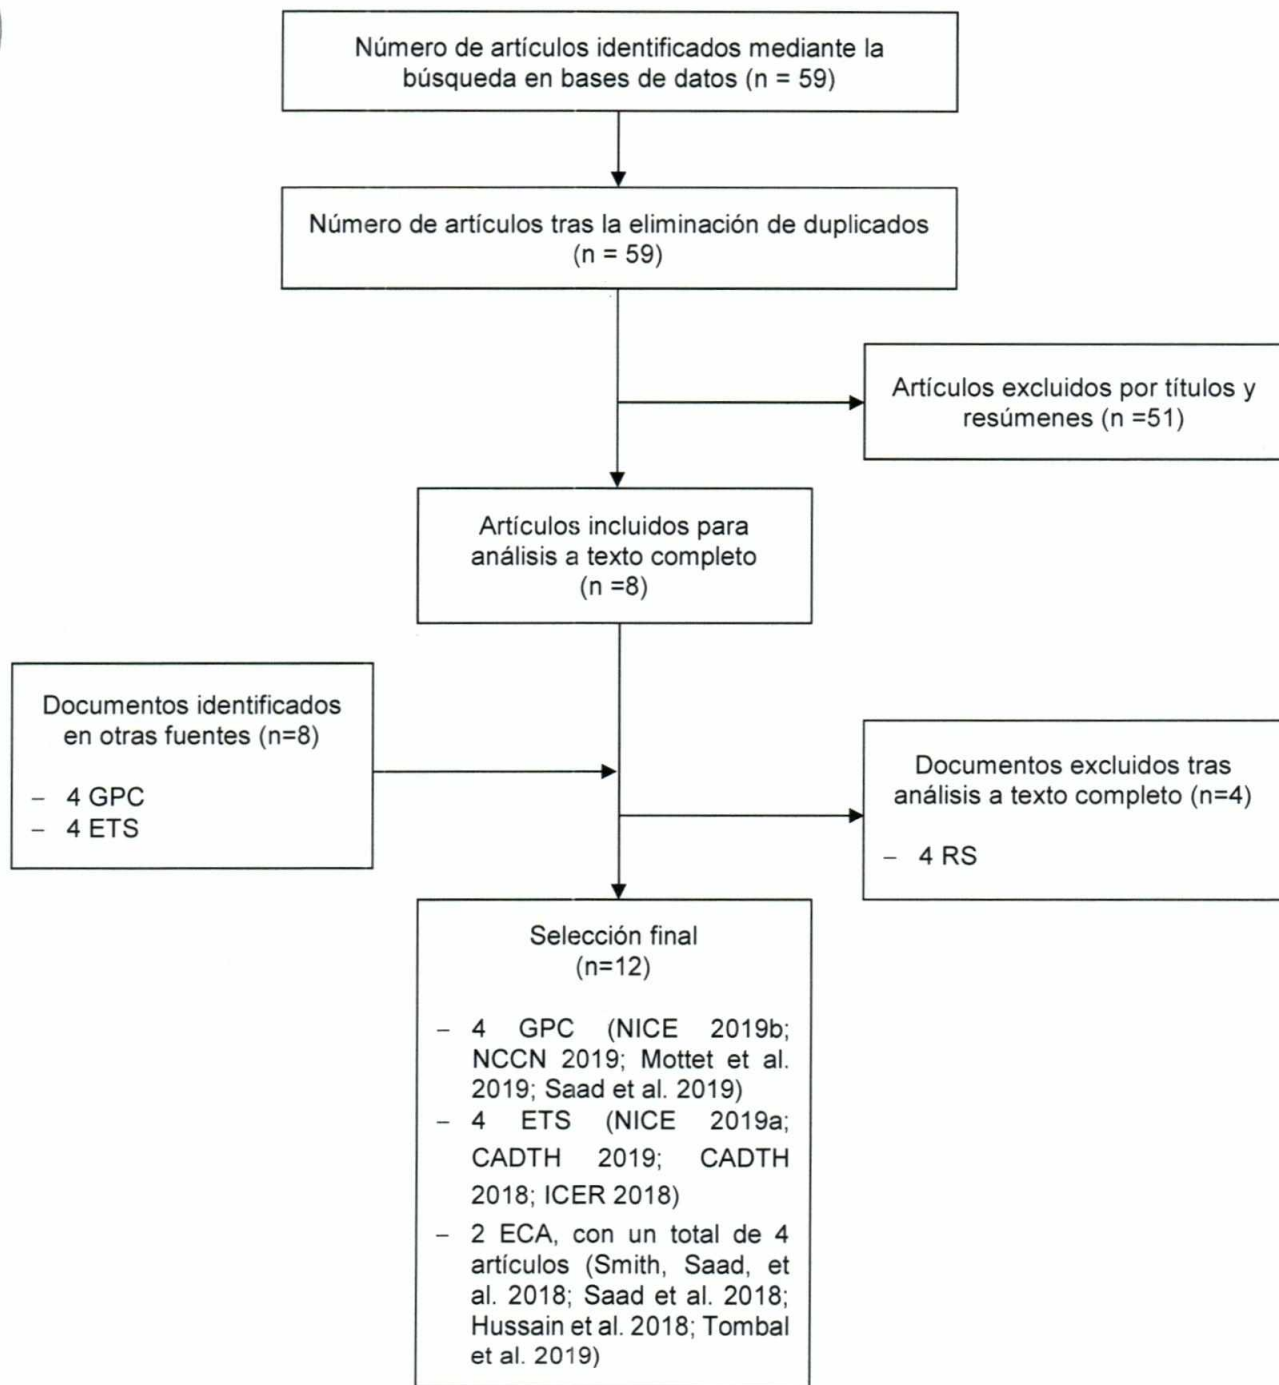 Número de artículos identificados mediante la
búsqueda en bases de datos (n = 59)
Número de artículos tras la eliminación de duplicados
(n = 59)
Artículos excluidos por títulos y
resúmenes (n =51)
Artículos incluidos para
análisis a texto completo
(n =8)
Documentos identificados
en otras fuentes (n=8)
– 4 GPC
– 4 ETS
Documentos excluidos tras
análisis a texto completo (n=4)
– 4 RS
Selección final
(n=12)
– 4 GPC (NICE 2019b;
NCCN 2019; Mottet et al.
2019; Saad et al. 2019)
– 4 ETS (NICE 2019a;
CADTH 2019; CADTH
2018; ICER 2018)
– 2 ECA, con un total de 4
artículos (Smith, Saad, et
al. 2018; Saad et al. 2018;
Hussain et al. 2018; Tombal
et al. 2019)